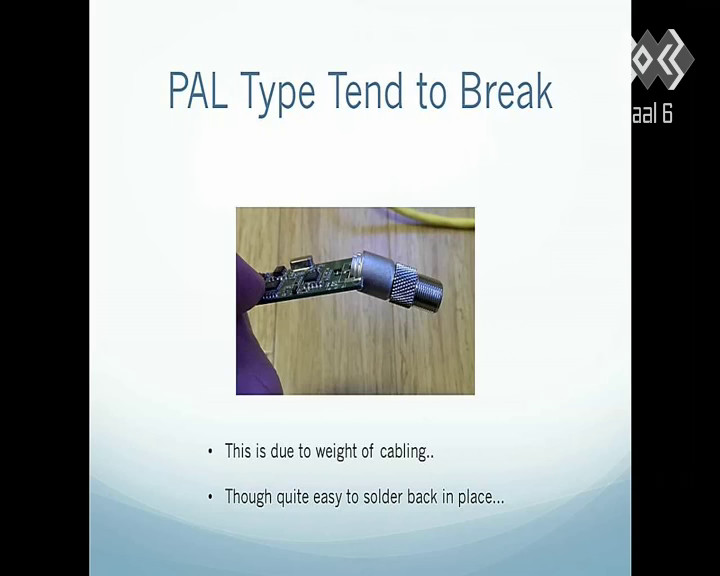 PAL Type Tend to Break
aal 6
• This is due to weight of cabling..
• Though quite easy to solder back in place...